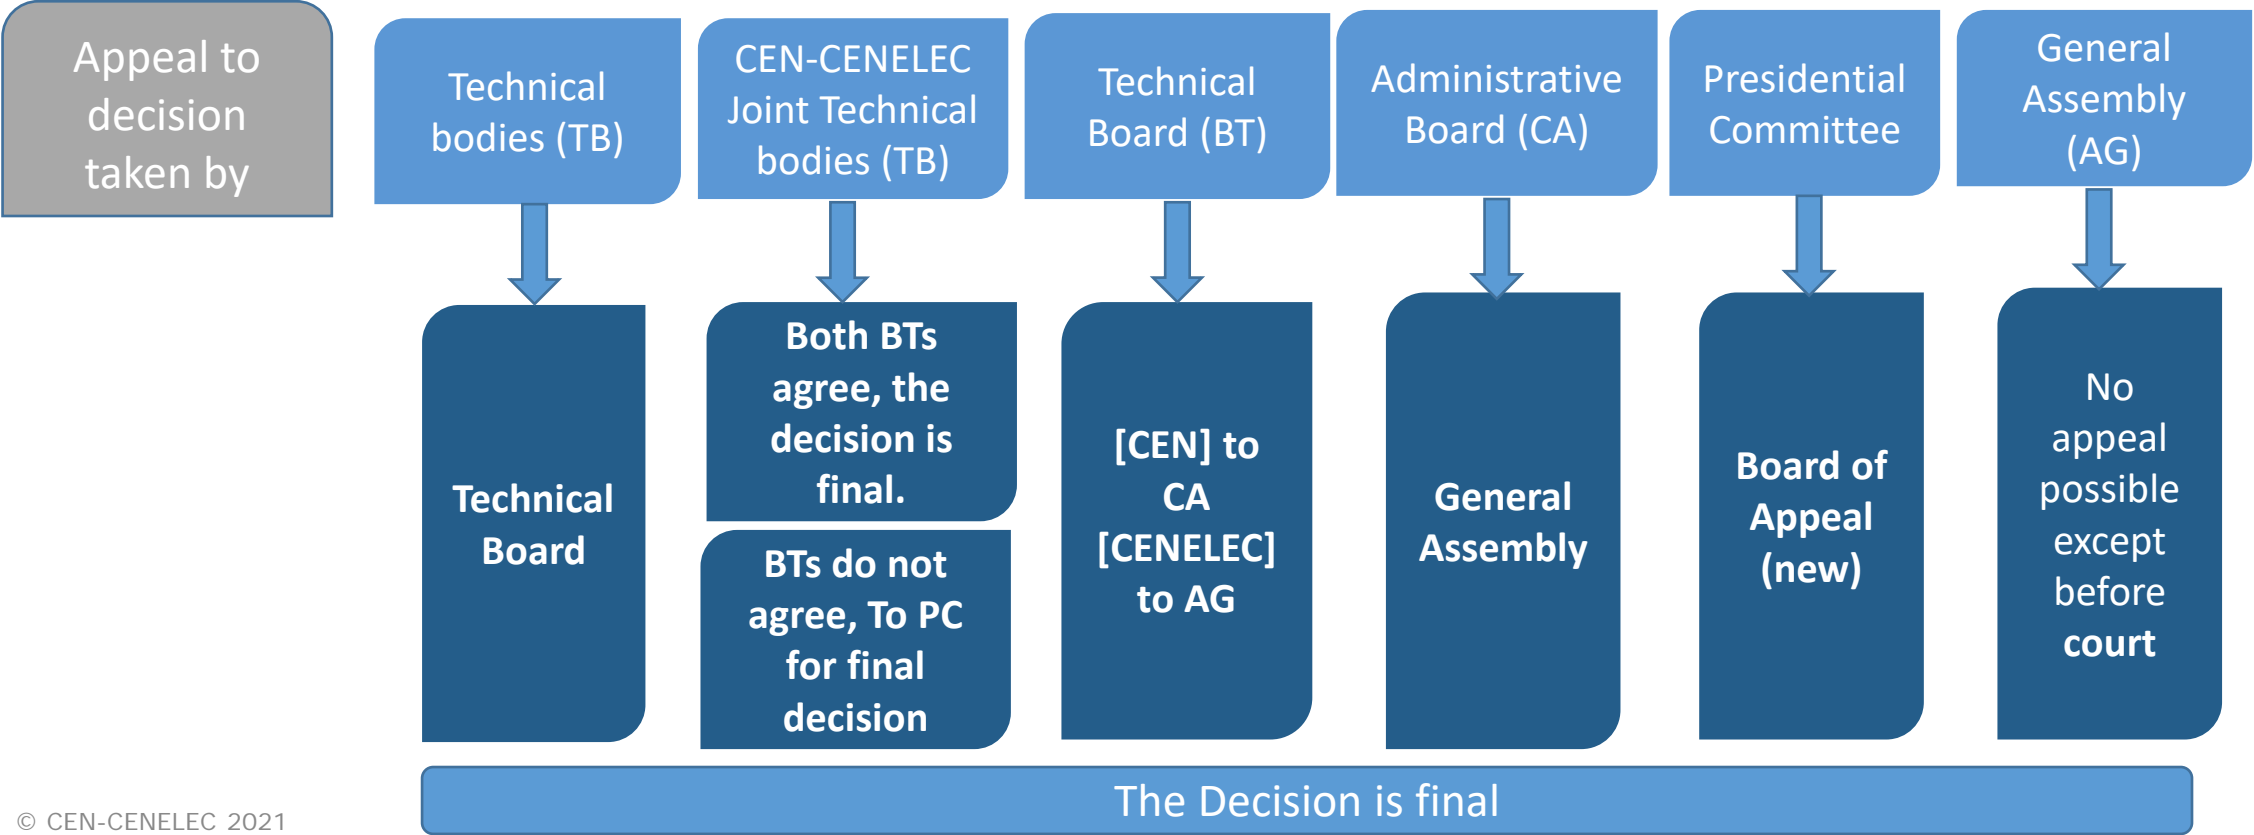 Appeal to
decision
taken by
Technical
bodies (TB)
CEN-CENELEC
Joint Technical
bodies (TB)
Technical
Board (BT)
Administrative
Board (CA)
Presidential
Committee
General
Assembly
(AG)
Technical
Board
Both BTs
agree, the
decision is
final.
BTs do not
agree, To PC
for final
decision
[CEN] to
CA
[CENELEC]
to AG
General
Assembly
Board of
Appeal
(new)
No
appeal
possible
except
before
court
The Decision is final
© CEN-CENELEC 2021